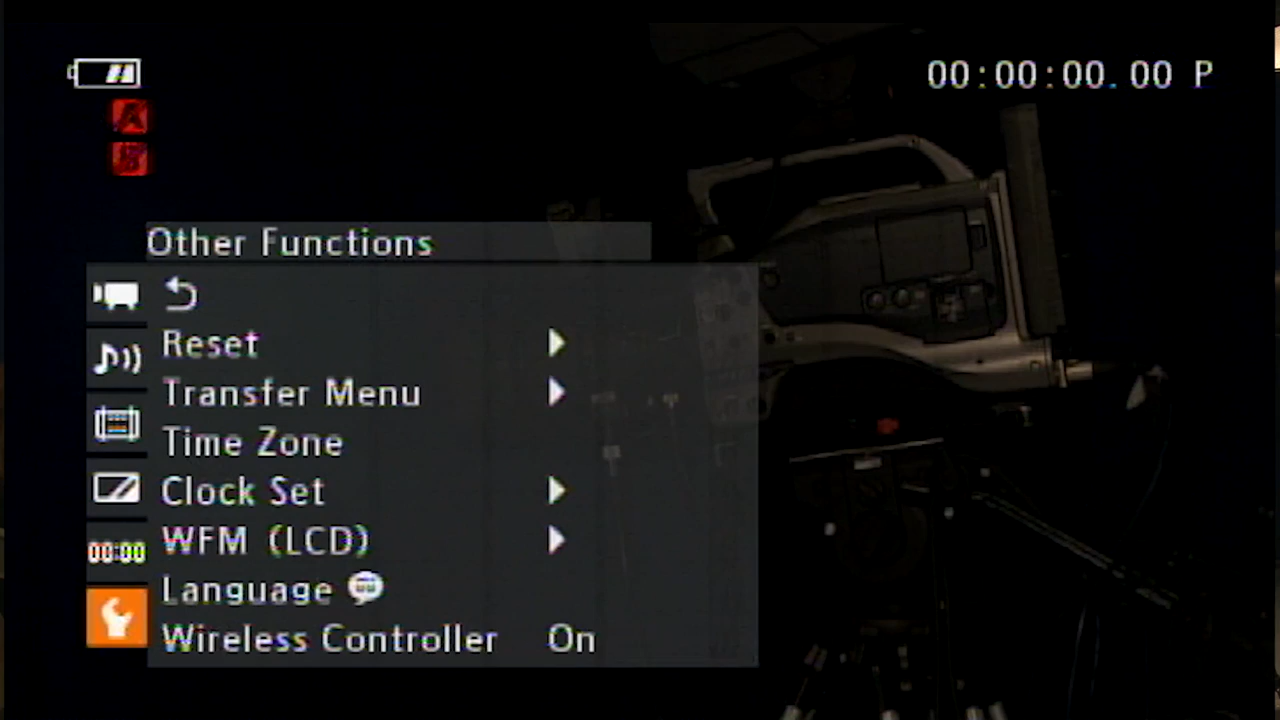 00:00:00.00 P
A
B
Other Functions
Reset
Transfer Menu
Time Zone
Clock Set
00:00
WFM (LCD)
Language
Wireless Controller On